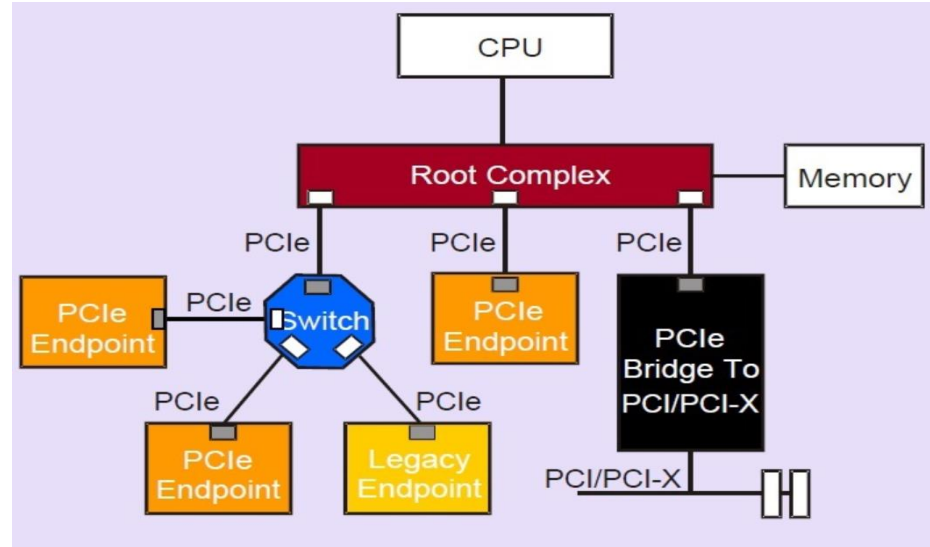 CPU
Root Complex
Memory
PCIe
PCIe
PCIe
PCIe
Endpoint
PCIe
Switch
PCIe
Endpoint
PCIe
Bridge To
PCI/PCI-X
PCIe
PCIe
PCIe
Endpoint
Legacy
Endpoint
PCI/PCI-X